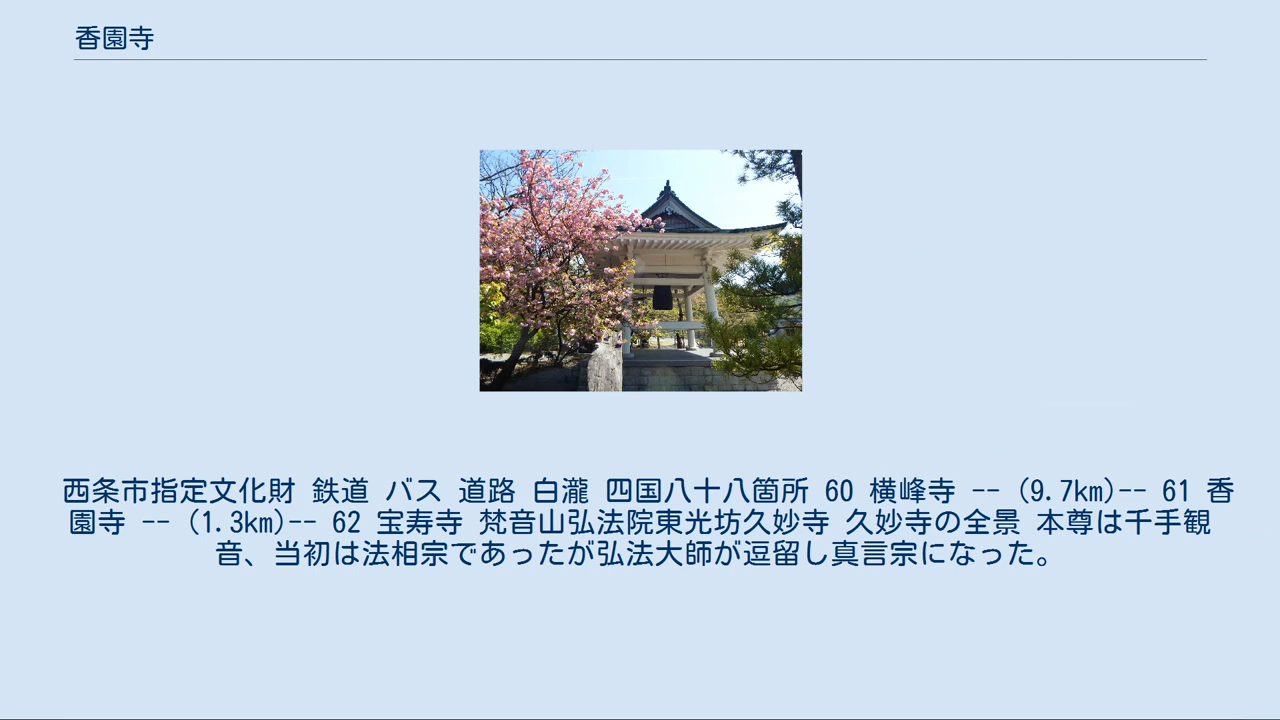 香園寺
西条市指定文化財 鉄道 バス 道路 白瀧 四国八十八箇所 60 横峰寺 -- (9.7km)-- 61 香
園寺 -- (1.3km)-- 62 宝寿寺 梵音山弘法院東光坊久妙寺 久妙寺の全景 本尊は千手観
音、当初は法相宗であったが弘法大師が逗留し真言宗になった。